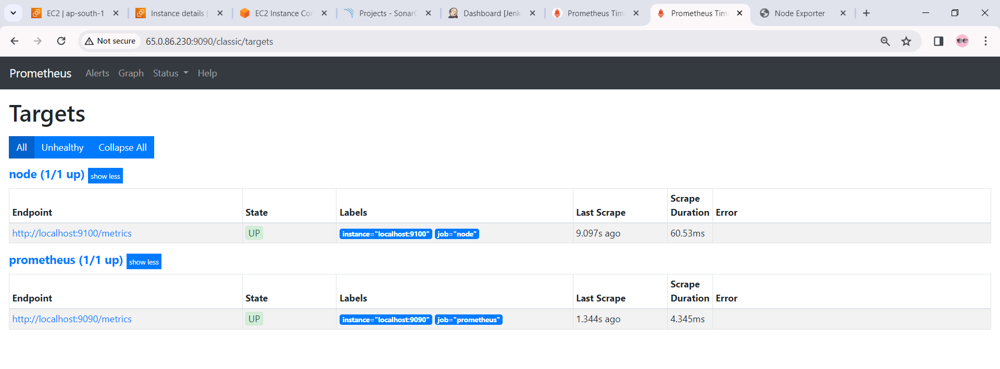 EC2 | ap-south-1
Instance details |
EC2 Instance Con
Projects - SonarQ
Dashboard [Jenk
Prometheus Time
Prometheus Time
Node Exporter
Not secure
65.0.86.230:9090/classic/targets
Prometheus Alerts Graph Status Help
Targets
All Unhealthy Collapse All
node (1/1 up) show less
Endpoint State Labels Last Scrape Scrape Duration Error
http://localhost:9100/metrics UP instance="localhost:9100" job="node" 9.097s ago 60.53ms
prometheus (1/1 up) show less
Endpoint State Labels Last Scrape Scrape Duration Error
http://localhost:9090/metrics UP instance="localhost:9090" job="prometheus" 1.344s ago 4.345ms